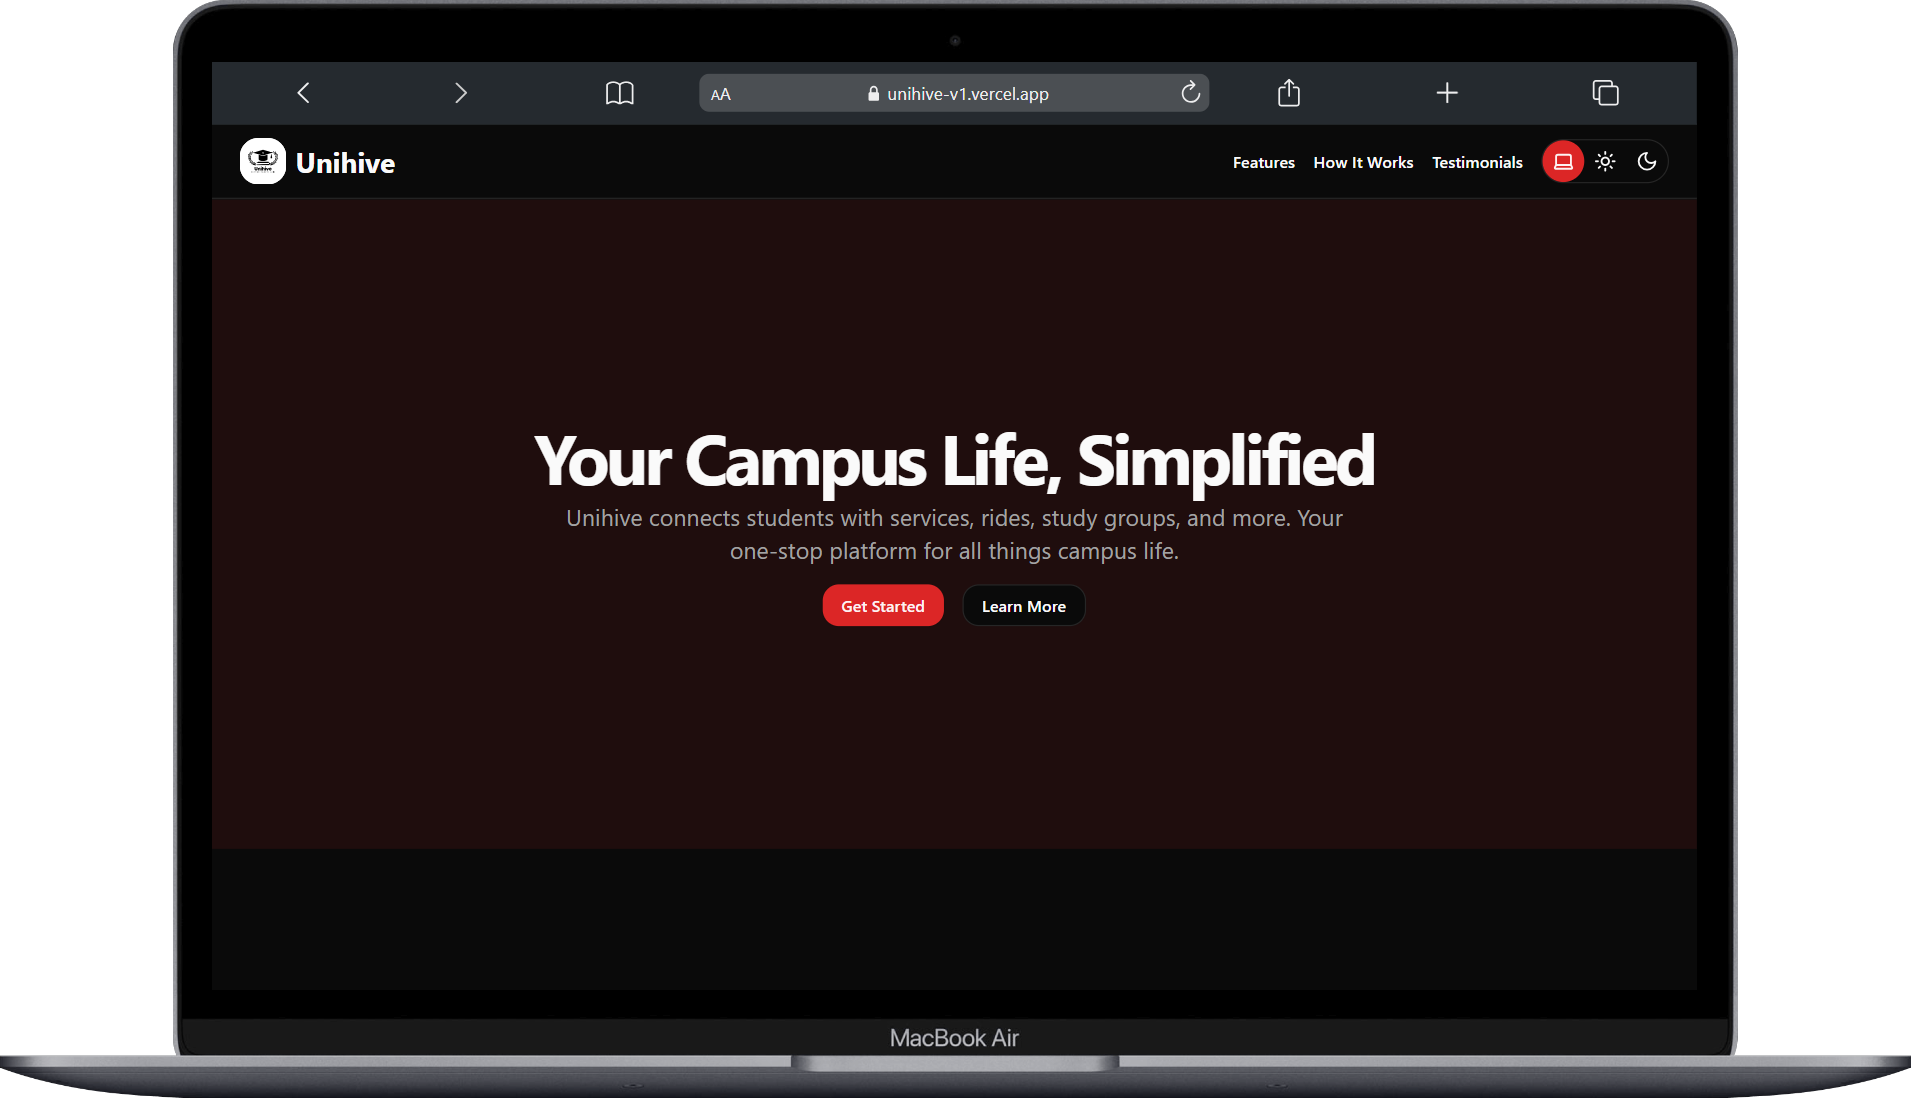 AA
unihive-v1.vercel.app
Unihive
Unihive
Features
How It Works
Testimonials
Your Campus Life, Simplified
Unihive connects students with services, rides, study groups, and more. Your
one-stop platform for all things campus life.
Get Started
Learn More
MacBook Air